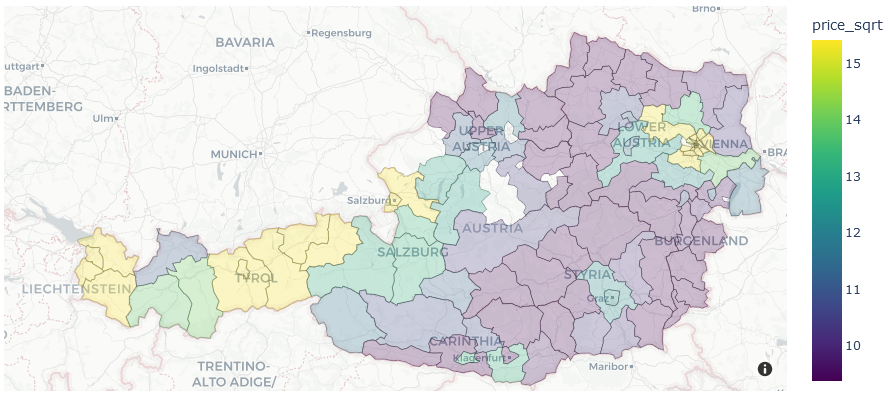 Brno
price_sqrt
Regensburg
BAVARIA
uttgart
Ingolstadt
15
BADEN-
RTTEMBERG
Ulm
14
UPPER
AUSTRIA
LOWER
AUSTRIA
VIENNA
BRA
MUNICH
13
Salzburg
AUSTRIA
12
SALZBURG
BURGENLAND
LIECHTENSTEIN
TYROL
STYRIA
11
Graz
CARINTHIA
10
Klagenfurt
TRENTINO-
ALTO ADIGE/
Maribor
i